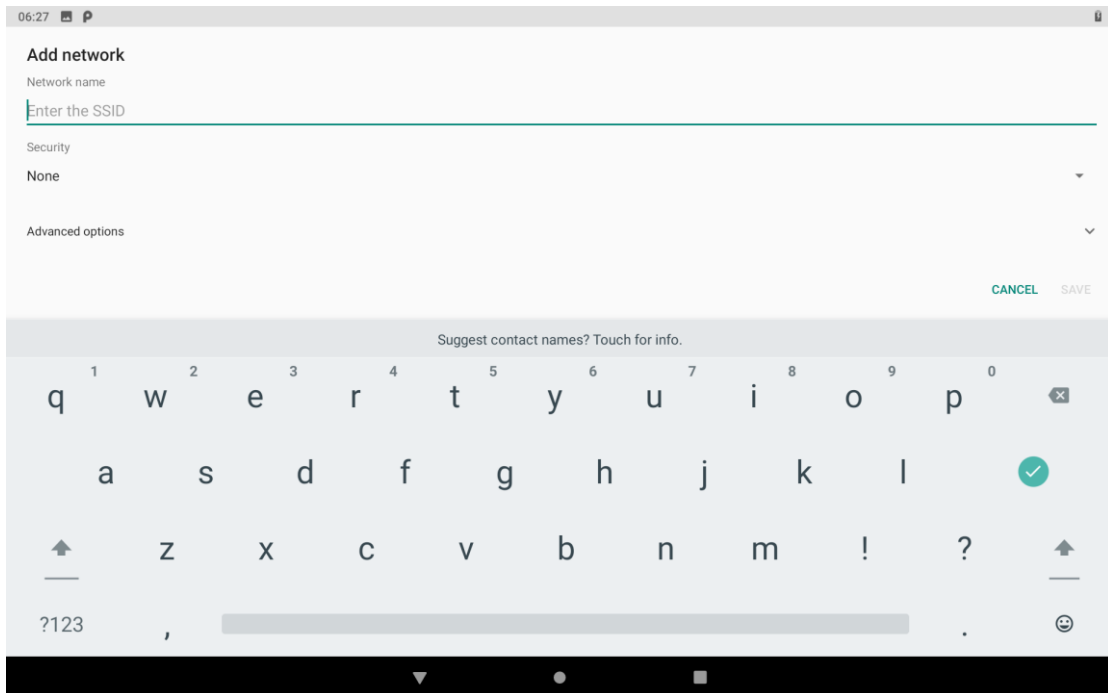 06:27
Add network
Network name
Enter the SSID
Security
None
Advanced options
CANCEL SAVE
Suggest contact names? Touch for info.
1 2 3 4 5 6 7 8 9 0
q w e r t y u i o p
a s d f g h j k l
z x c v b n m ! ?
?123 , .